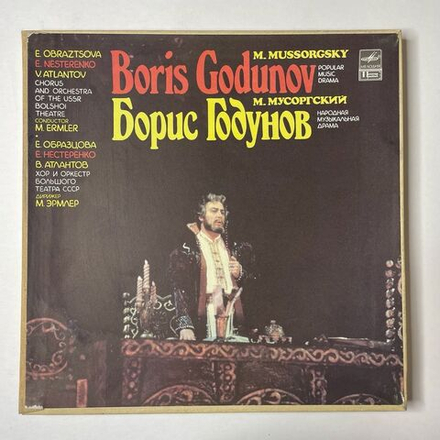 E. OBRAZTSOVA
E. NESTERENKO
V. ATLANTOV
CHORUS
AND ORCHESTRA
OF THE USSR
BOLSHOI
THEATRE
CONDUCTOR
M. ERMLER
Е. ОБРАЗЦОВА
Е. НЕСТЕРЕНКО
В. АТЛАНТОВ
ХОР И ОРКЕСТР
БОЛЬШОГО
ТЕАТРА СССР
ДИРИЖЕР
М. ЭРМЛЕР
M. MUSSORGSKY
Boris Godunov
POPULAR
MUSIC
DRAMA
М. МУСОРГСКИЙ
Борис Годунов
НАРОДНАЯ
МУЗЫКАЛЬНАЯ
ДРАМА